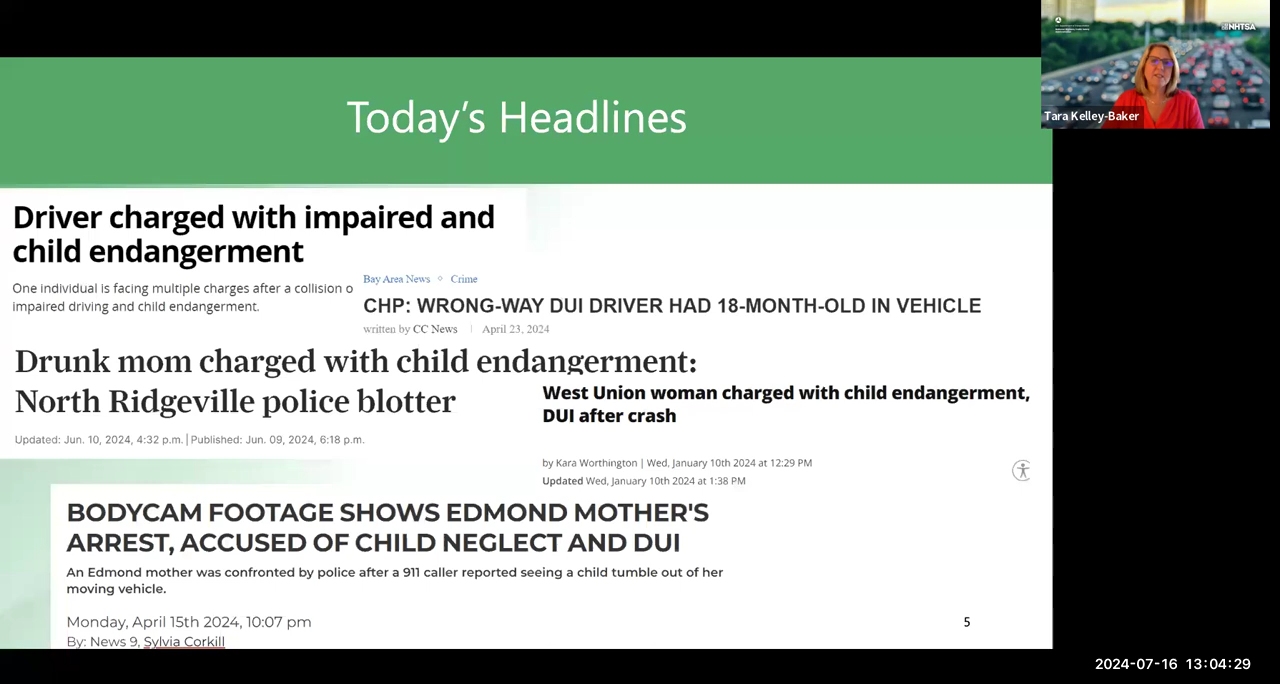 Today's Headlines
NHTSA
Tara Kelley-Baker
Driver charged with impaired and
child endangerment
One individual is facing multiple charges after a collision o
impaired driving and child endangerment.
Bay Area News ◇ Crime
CHP: WRONG-WAY DUI DRIVER HAD 18-MONTH-OLD IN VEHICLE
written by CC News | April 23, 2024
Drunk mom charged with child endangerment:
North Ridgeville police blotter
Updated: Jun. 10, 2024, 4:32 p.m. | Published: Jun. 09, 2024, 6:18 p.m.
West Union woman charged with child endangerment,
DUI after crash
by Kara Worthington | Wed, January 10th 2024 at 12:29 PM
Updated Wed, January 10th 2024 at 1:38 PM
BODYCAM FOOTAGE SHOWS EDMOND MOTHER'S
ARREST, ACCUSED OF CHILD NEGLECT AND DUI
An Edmond mother was confronted by police after a 911 caller reported seeing a child tumble out of her
moving vehicle.
Monday, April 15th 2024, 10:07 pm
By: News 9, Sylvia Corkill
5
2024-07-16 13:04:29